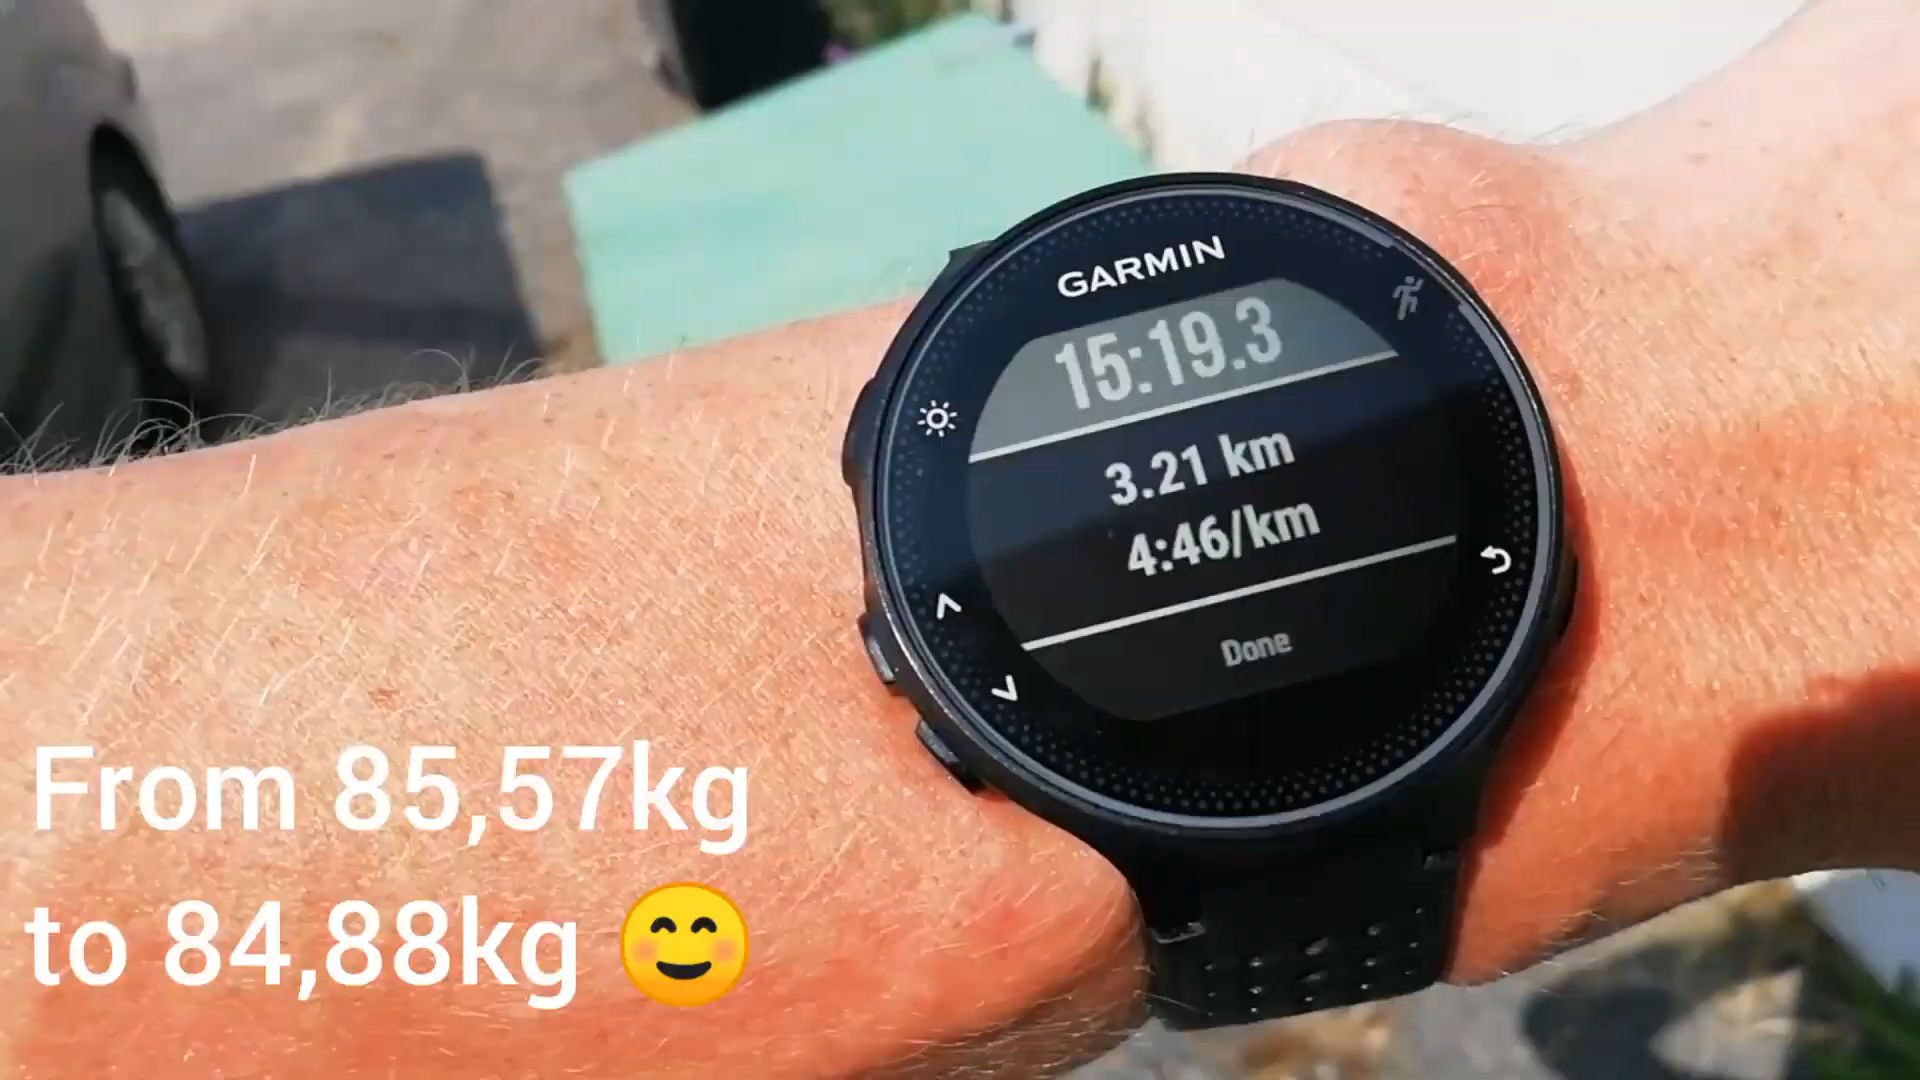 GARMIN
15:19.3
3.21 km
4:46/km
Done
From 85,57kg
to 84,88kg 😊